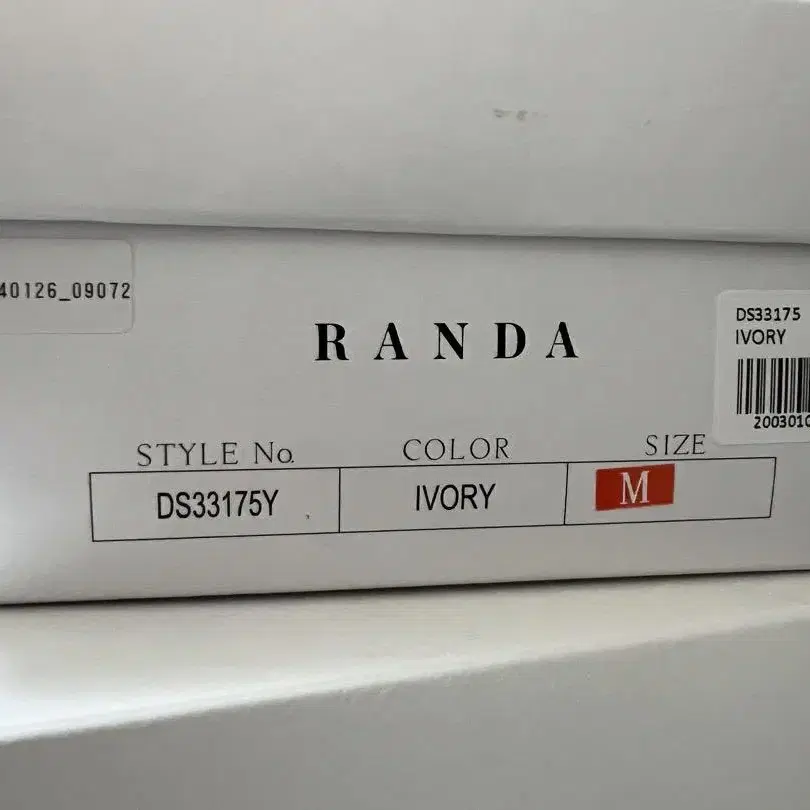 40126_09072
RANDA
DS33175
IVORY
2003010
STYLE No. COLOR SIZE
DS33175Y IVORY M